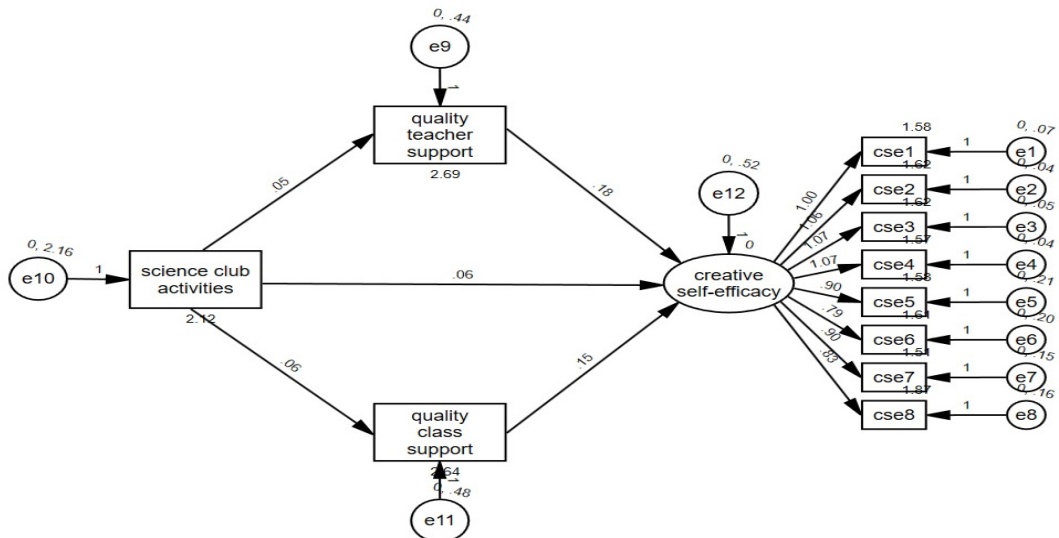 0, .44
e9
1
quality
teacher
support
2.69
.05
.18
0, .52
e12
1
0
0, 2.16
e10
1
science club
activities
2.12
.06
creative
self-efficacy
.06
.15
quality
class
support
2.64
1
0, .48
e11
1.00
1.06
1.07
1.07
.90
.79
.90
.83
1.58
cse1
1
0, .07
e1
1.62
cse2
1
0, .04
e2
1.62
cse3
1
0, .05
e3
1.57
cse4
1
0, .04
e4
1.58
cse5
1
0, .21
e5
1.61
cse6
1
0, .20
e6
1.51
cse7
1
0, .15
e7
1.87
cse8
1
0, .16
e8